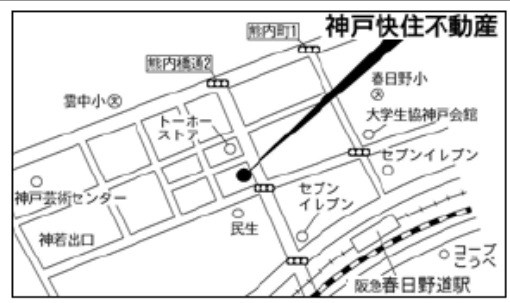 神戸快住不動産
熊内町1
熊内橋通2
春日野小
文
雲中小文
大学生協神戸会館
トーホー
ストア
セブンイレブン
神戸芸術センター
セブン
イレブン
民生
神若出口
コープ
こうべ
阪急春日野道駅